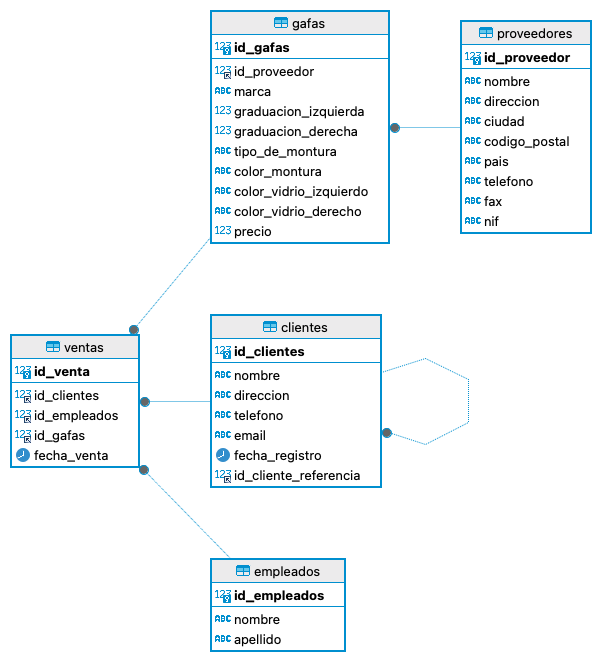 gafas
123 id_gafas
123 id_proveedor
ABC marca
123 graduacion_izquierda
123 graduacion_derecha
ABC tipo_de_montura
ABC color_montura
ABC color_vidrio_izquierdo
ABC color_vidrio_derecho
123 precio
proveedores
123 id_proveedor
ABC nombre
ABC direccion
ABC ciudad
ABC codigo_postal
ABC pais
ABC telefono
ABC fax
ABC nif
ventas
123 id_venta
123 id_clientes
123 id_empleados
123 id_gafas
fecha_venta
clientes
123 id_clientes
ABC nombre
ABC direccion
ABC telefono
ABC email
fecha_registro
123 id_cliente_referencia
empleados
123 id_empleados
ABC nombre
ABC apellido